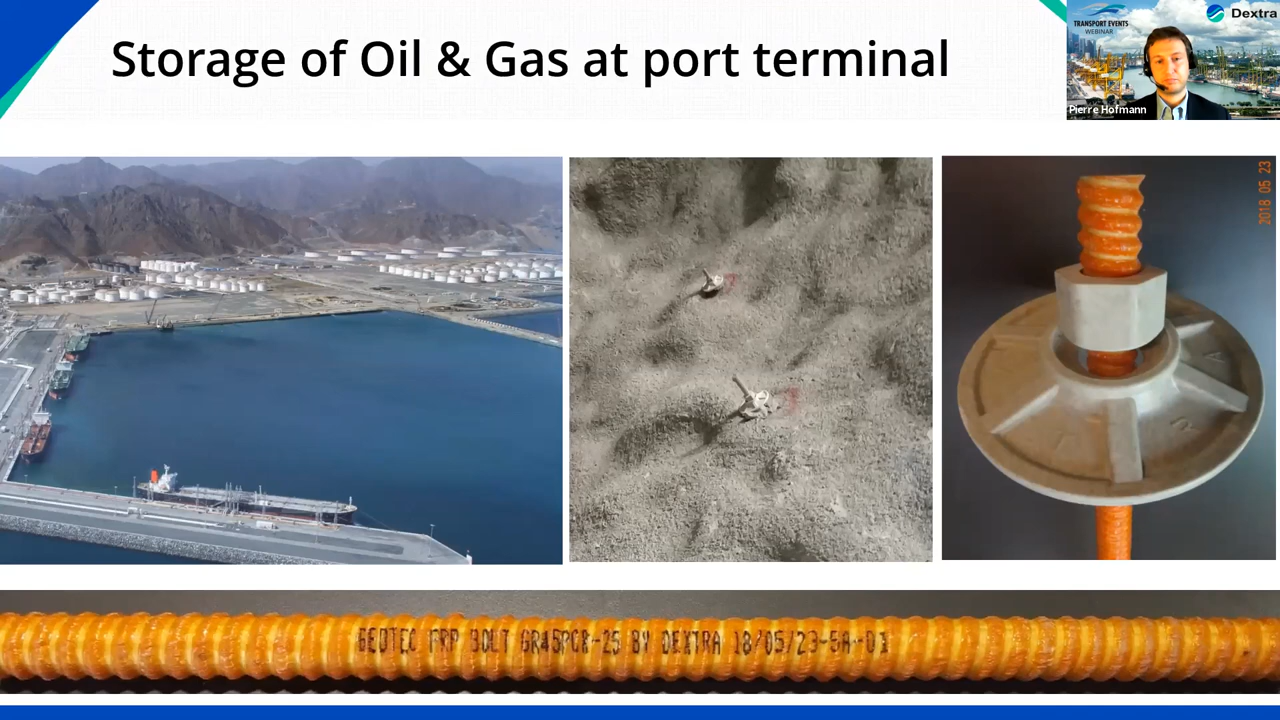 Storage of Oil & Gas at port terminal
TRANSPORT EVENTS
WEBINAR
Dextra
Pierre Hofmann
2018 05 23
GEOTEC FRP BOLT GR45PCR-25 BY DEXTRA 18/05/23-5A-01